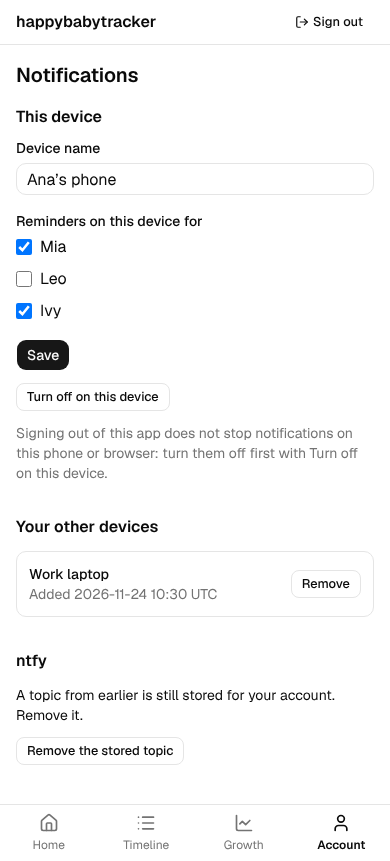 happybabytracker
Sign out
Notifications
This device
Device name
Ana's phone
Reminders on this device for
Mia
Leo
Ivy
Save
Turn off on this device
Signing out of this app does not stop notifications on
this phone or browser: turn them off first with Turn off
on this device.
Your other devices
Work laptop
Added 2026-11-24 10:30 UTC
Remove
ntfy
A topic from earlier is still stored for your account.
Remove it.
Remove the stored topic
Home
Timeline
Growth
Account